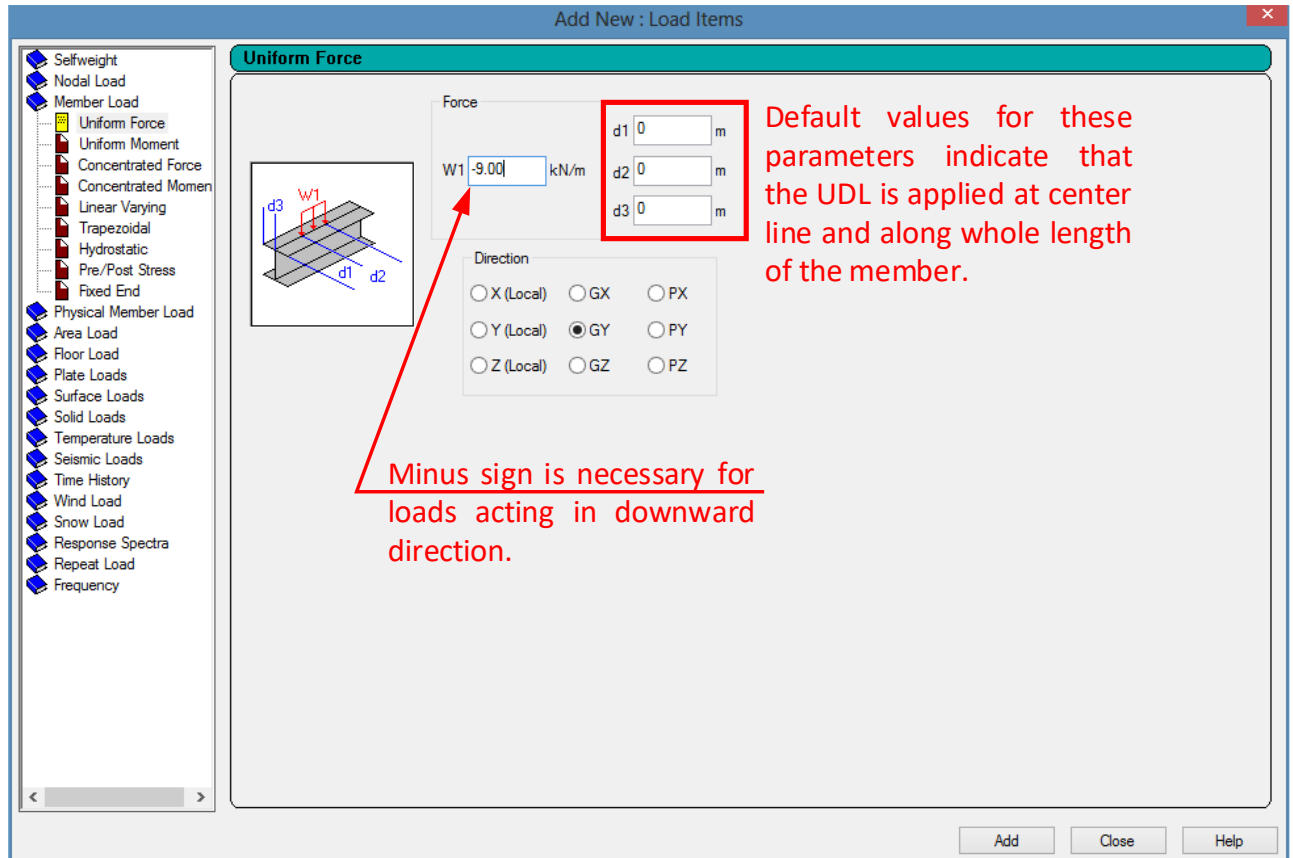 Add New : Load Items
Selfweight
Nodal Load
Member Load
Uniform Force
Uniform Moment
Concentrated Force
Concentrated Momen
Linear Varying
Trapezoidal
Hydrostatic
Pre/Post Stress
Fixed End
Physical Member Load
Area Load
Floor Load
Plate Loads
Surface Loads
Solid Loads
Temperature Loads
Seismic Loads
Time History
Wind Load
Snow Load
Response Spectra
Repeat Load
Frequency
Uniform Force
W1
d3
d1 d2
Force
W1 -9.00 kN/m
d1 0 m
d2 0 m
d3 0 m
Direction
X (Local) GX PX
Y (Local) GY PY
Z (Local) GZ PZ
Default values for these
parameters indicate that
the UDL is applied at center
line and along whole length
of the member.
Minus sign is necessary for
loads acting in downward
direction.
Add Close Help